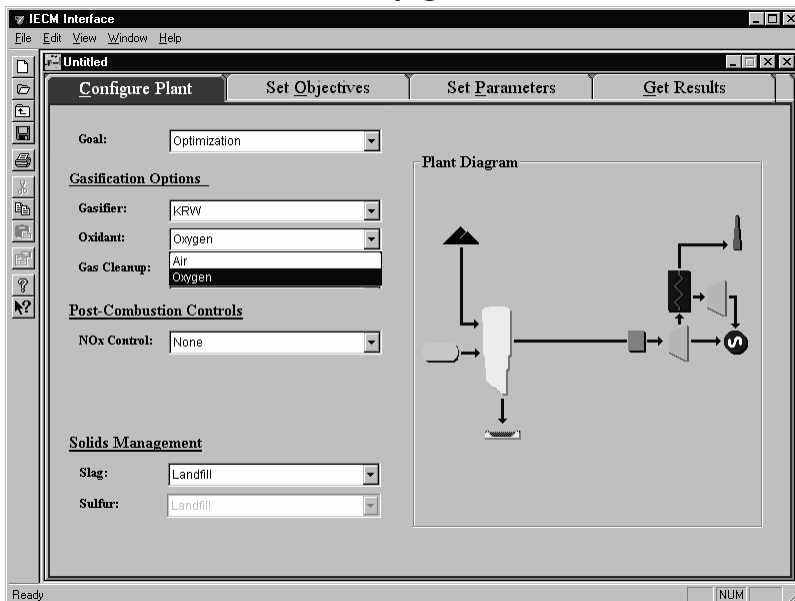 IECM Interface
File Edit View Window Help
Untitled
Configure Plant Set Objectives Set Parameters Get Results
Goal: Optimization
Plant Diagram
Gasification Options
Gasifier: KRW
Oxidant: Oxygen
Air
Gas Cleanup:
Oxygen
Post-Combustion Controls
NOx Control: None
Solids Management
Slag: Landfill
Sulfur: Landfill
Ready NUM